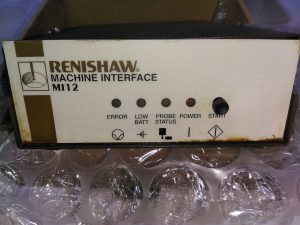 RENISHAW
MACHINE INTERFACE
MI12
ERROR LOW BATT PROBE STATUS POWER START